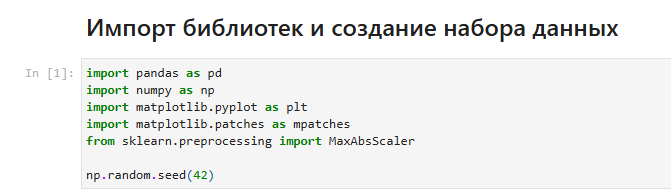 Импорт библиотек и создание набора данных
In [1]:
import pandas as pd
import numpy as np
import matplotlib.pyplot as plt
import matplotlib.patches as mpatches
from sklearn.preprocessing import MaxAbsScaler
np.random.seed(42)